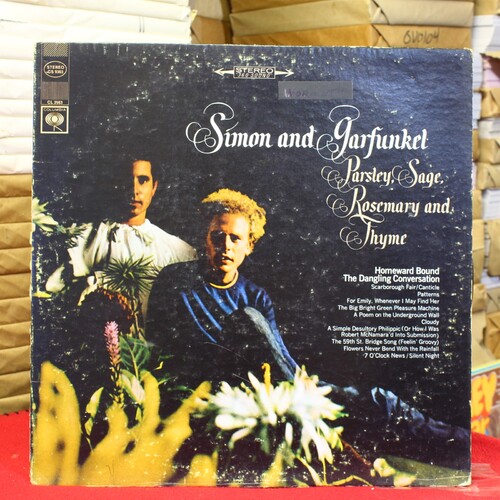 STEREO
CS 9363
CL 2563
COLUMBIA
STEREO
360 SOUND
Simon and Garfunkel
Parsley, Sage,
Rosemary and
Thyme
Homeward Bound
The Dangling Conversation
Scarborough Fair/Canticle
Patterns
For Emily, Whenever I May Find Her
The Big Bright Green Pleasure Machine
A Poem on the Underground Wall
Cloudy
A Simple Desultory Philippic (Or How I Was
Robert McNamara'd Into Submission)
The 59th St. Bridge Song (Feelin' Groovy)
Flowers Never Bend With the Rainfall
7 O'Clock News / Silent Night